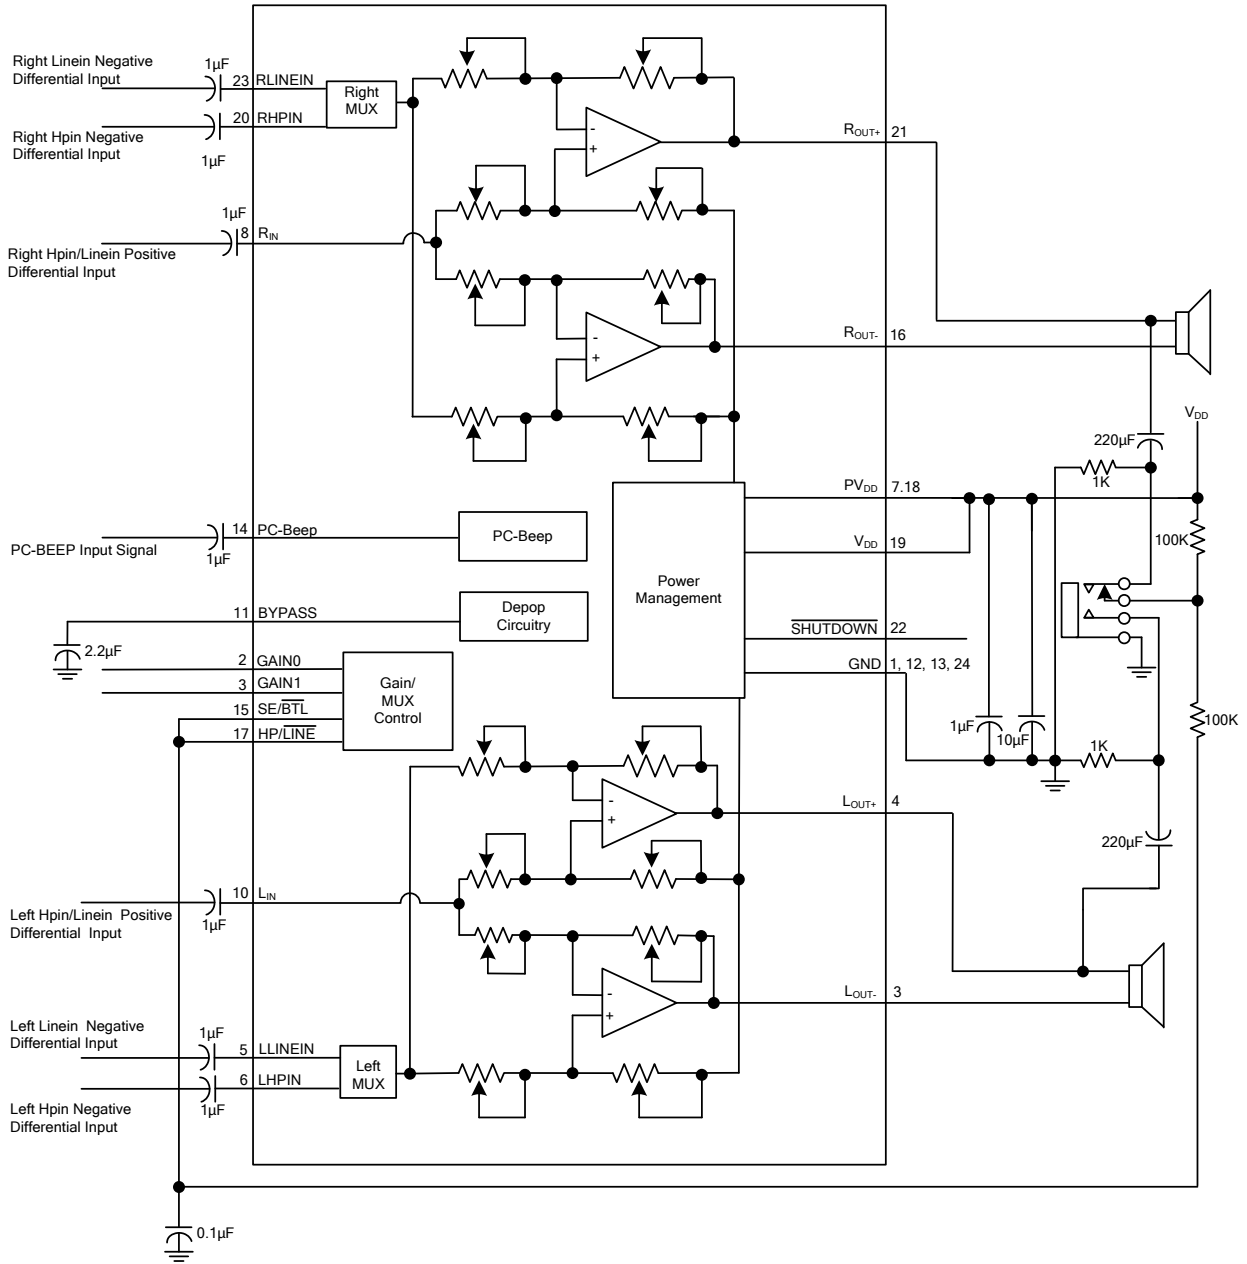 Right Linein Negative
Differential Input
1µF
23 RLINEIN
Right
MUX
20 RHPIN
Right Hpin Negative
Differential Input
1µF
-
+
ROUT+ 21
1µF
8 RIN
Right Hpin/Linein Positive
Differential Input
-
+
ROUT- 16
VDD
220µF
1K
PVDD 7.18
14 PC-Beep
PC-Beep
PC-BEEP Input Signal
1µF
VDD 19
100K
Power
Management
11 BYPASS
Depop
Circuitry
SHUTDOWN 22
2.2µF
2 GAIN0
GND 1, 12, 13, 24
3 GAIN1
Gain/
MUX
Control
15 SE/BTL
17 HP/LINE
1µF
10µF
1K
100K
-
+
LOUT+ 4
220µF
10 LIN
1µF
Left Hpin/Linein Positive
Differential Input
-
+
LOUT- 3
Left Linein Negative
Differential Input
1µF
5 LLINEIN
Left
MUX
6 LHPIN
1µF
Left Hpin Negative
Differential Input
0.1µF